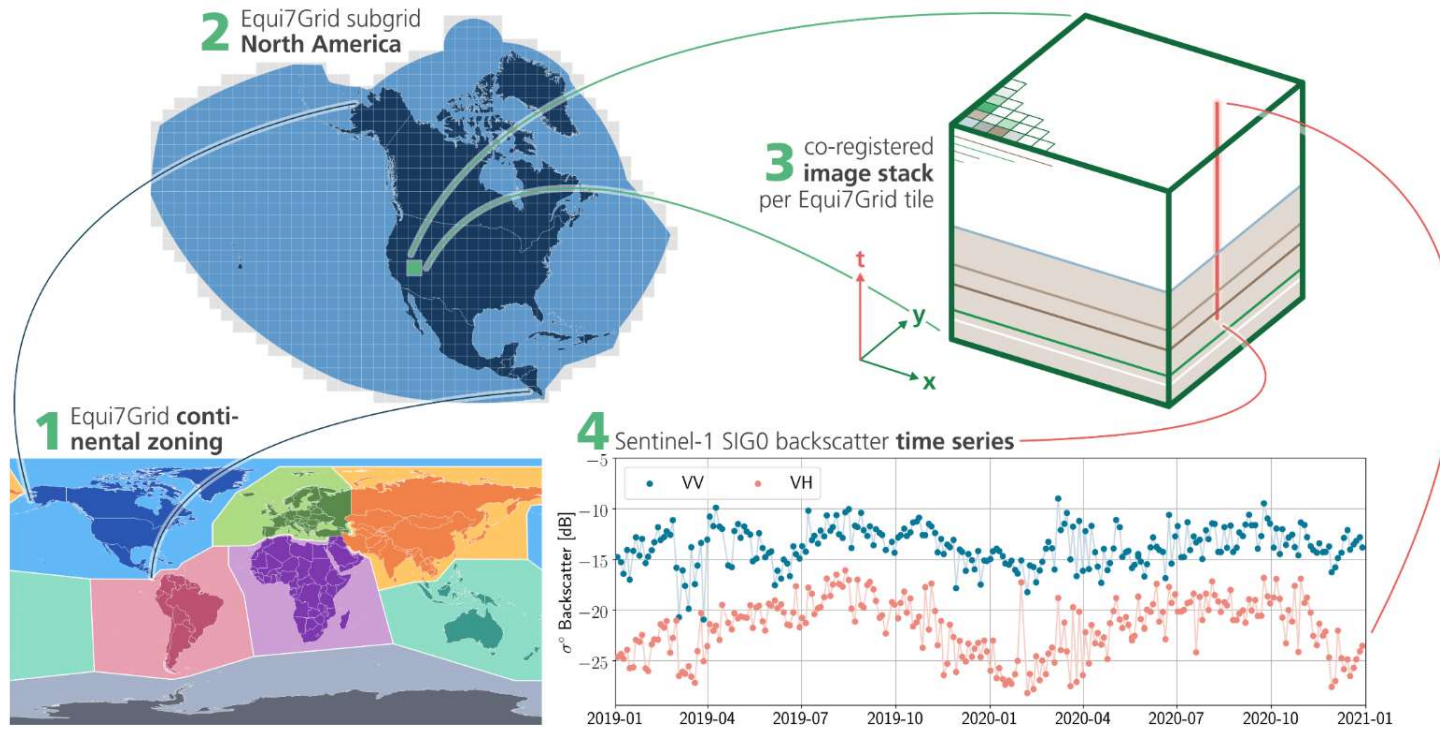 2 Equi7Grid subgrid
North America
3 co-registered
image stack
per Equi7Grid tile
t
y
x
1 Equi7Grid conti-
nental zoning
4 Sentinel-1 SIG0 backscatter time series
VV VH
σ° Backscatter [dB]
−5
−10
−15
−20
−25
2019-01 2019-04 2019-07 2019-10 2020-01 2020-04 2020-07 2020-10 2021-01